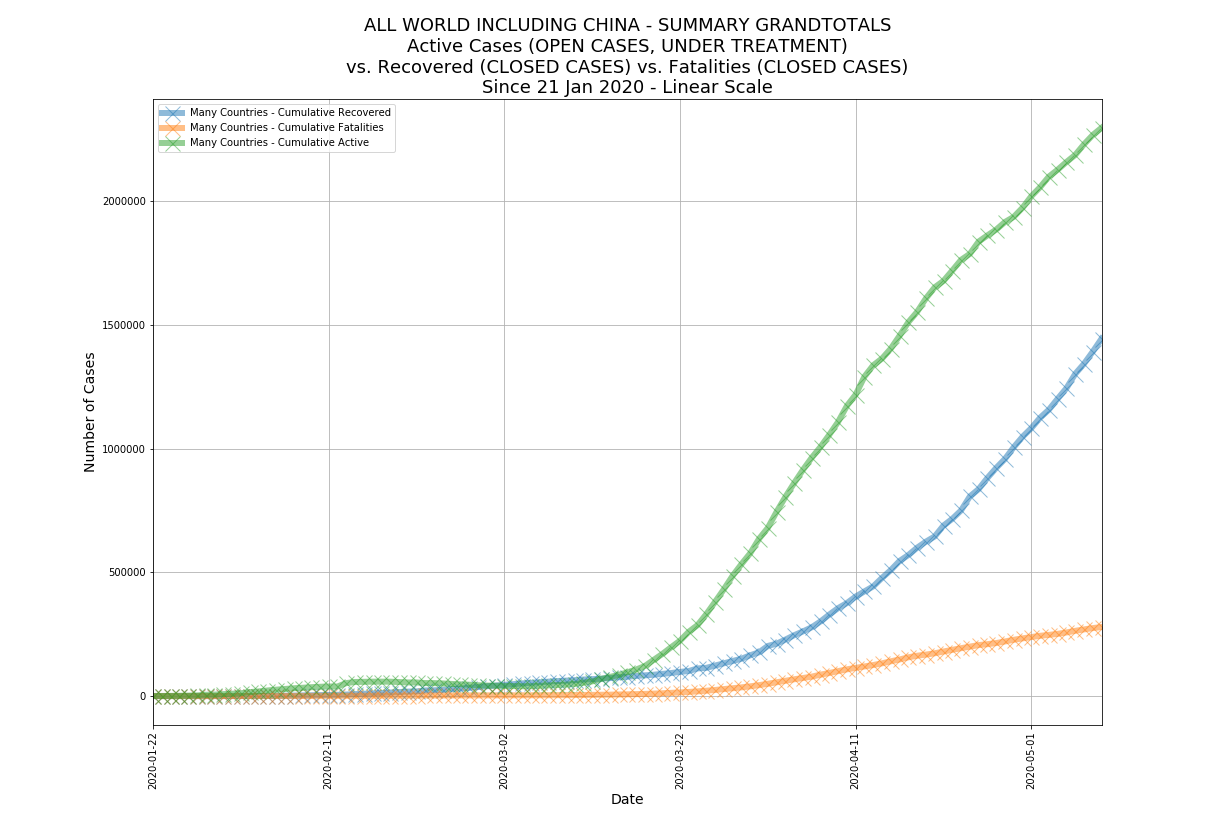 ALL WORLD INCLUDING CHINA - SUMMARY GRANDTOTALS
Active Cases (OPEN CASES, UNDER TREATMENT)
vs. Recovered (CLOSED CASES) vs. Fatalities (CLOSED CASES)
Since 21 Jan 2020 - Linear Scale
Many Countries - Cumulative Recovered
Many Countries - Cumulative Fatalities
Many Countries - Cumulative Active
Number of Cases
2000000
1500000
1000000
500000
0
2020-01-22
2020-02-11
2020-03-02
2020-03-22
2020-04-11
2020-05-01
Date